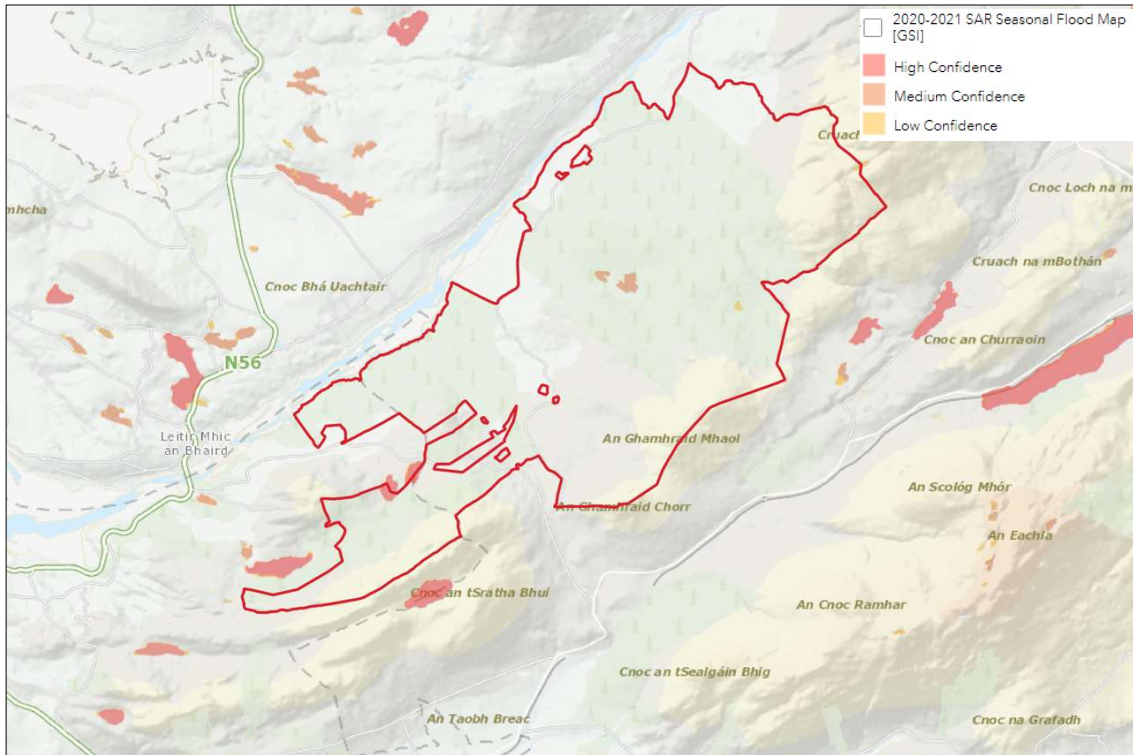 2020-2021 SAR Seasonal Flood Map
[GSI]
High Confidence
Medium Confidence
Low Confidence
Cruach
Cnoc Loch na m
mhcha
Cruach na mBothán
Cnoc Bhá Uachtair
Cnoc an Churraoin
N56
Leitir Mhic
an Bhaird
An Ghamhraid Mhaol
An Scológ Mhór
An Ghamhraid Chorr
An Eachla
Cnoc an tSratha Bhuí
An Cnoc Ramhar
Cnoc an tSealgáin Bhig
An Taobh Breac
Cnoc na Grafadh